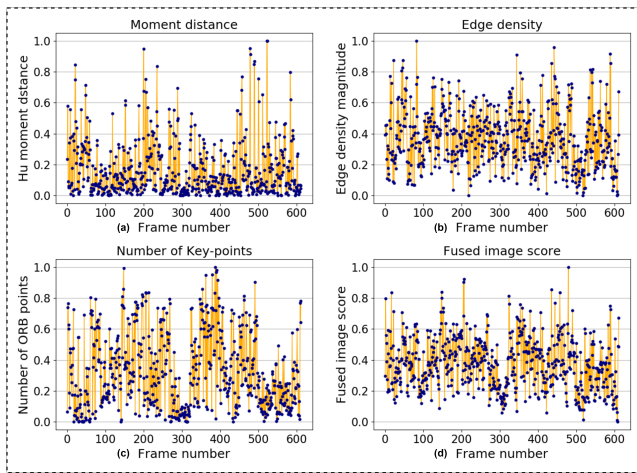 Moment distance
Hu moment dstance
1.0
0.8
0.6
0.4
0.2
0.0
0 100 200 300 400 500 600
(a) Frame number
Edge density
Edge density magnitude
1.0
0.8
0.6
0.4
0.2
0.0
0 100 200 300 400 500 600
(b) Frame number
Number of Key-points
Number of ORB points
1.0
0.8
0.6
0.4
0.2
0.0
0 100 200 300 400 500 600
(c) Frame number
Fused image score
Fused image score
1.0
0.8
0.6
0.4
0.2
0.0
0 100 200 300 400 500 600
(d) Frame number